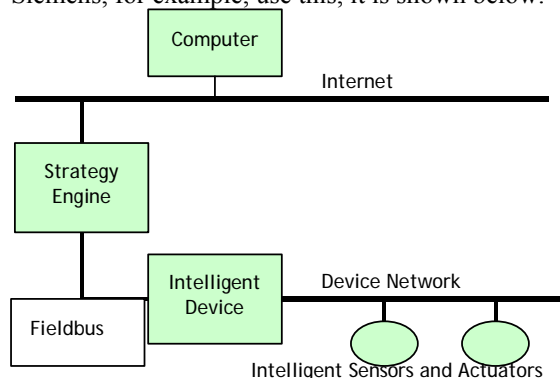 Siemens, for example, use this, it is shown below.
Computer
Internet
Strategy
Engine
Intelligent
Device
Device Network
Fieldbus
Intelligent Sensors and Actuators